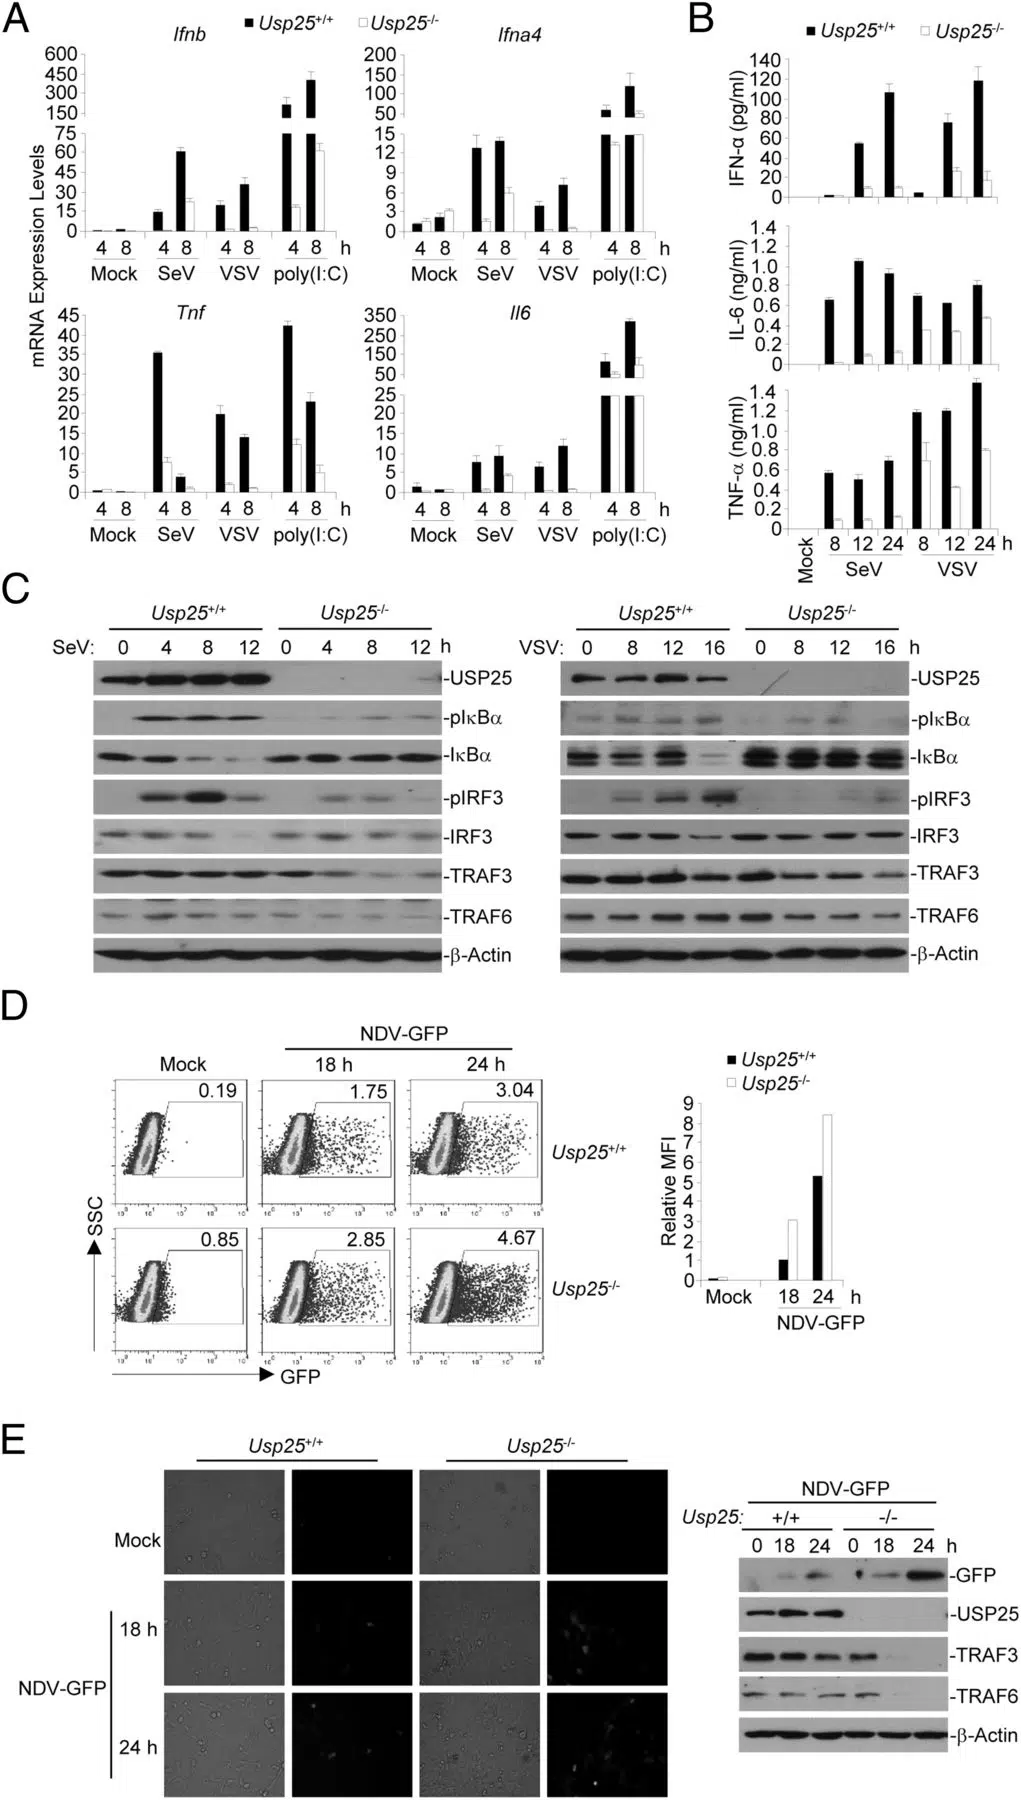 A
Usp25+/+ Usp25-/-
Ifnb Ifna4
mRNA Expression Levels
600
450
300
150
75
60
45
30
15
0
4 8 4 8 4 8 4 8 h
Mock SeV VSV poly(I:C)
200
150
100
50
15
12
9
6
3
0
4 8 4 8 4 8 4 8 h
Mock SeV VSV poly(I:C)
Tnf Il6
45
40
35
30
25
20
15
10
5
0
4 8 4 8 4 8 4 8 h
Mock SeV VSV poly(I:C)
350
250
150
50
25
20
15
10
5
0
4 8 4 8 4 8 4 8 h
Mock SeV VSV poly(I:C)
B
Usp25+/+ Usp25-/-
IFN-α (pg/ml)
140
120
100
80
60
40
20
0
IL-6 (ng/ml)
1.4
1.2
1.0
0.8
0.6
0.4
0.2
0
TNF-α (ng/ml)
1.4
1.2
1.0
0.8
0.6
0.4
0.2
0
Mock 8 12 24 8 12 24 h
SeV VSV
C
Usp25+/+ Usp25-/-
SeV: 0 4 8 12 0 4 8 12 h
-USP25
-pIκBα
-IκBα
-pIRF3
-IRF3
-TRAF3
-TRAF6
-β-Actin
Usp25+/+ Usp25-/-
VSV: 0 8 12 16 0 8 12 16 h
-USP25
-pIκBα
-IκBα
-pIRF3
-IRF3
-TRAF3
-TRAF6
-β-Actin
D
NDV-GFP
Mock 18 h 24 h
0.19 1.75 3.04
Usp25+/+
0.85 2.85 4.67
Usp25-/-
SSC
GFP
Usp25+/+
Usp25-/-
Relative MFI
9
8
7
6
5
4
3
2
1
0
Mock 18 24 h
NDV-GFP
E
Usp25+/+ Usp25-/-
Mock
18 h
NDV-GFP
24 h
NDV-GFP
Usp25: +/+ -/-
0 18 24 0 18 24 h
-GFP
-USP25
-TRAF3
-TRAF6
-β-Actin